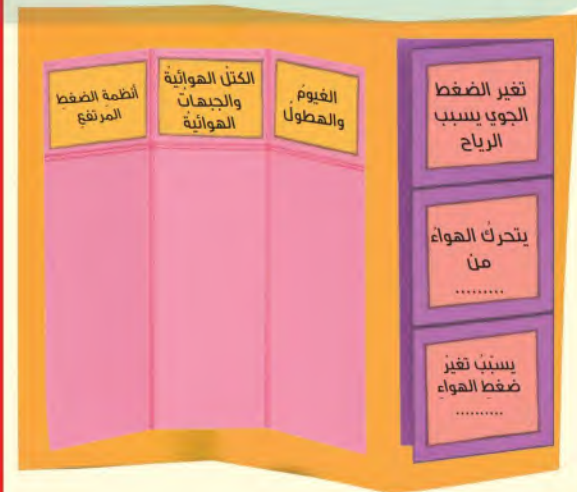 تغير الضغط
الجوي يسبب
الرياح
يتحرك الهواء
من
.........
يسبب تغير
ضغط الهواء
..........
الغيوم
والهطول
الكتل الهوائية
والجبهات
الهوائية
أنظمة الضغط
المرتفع